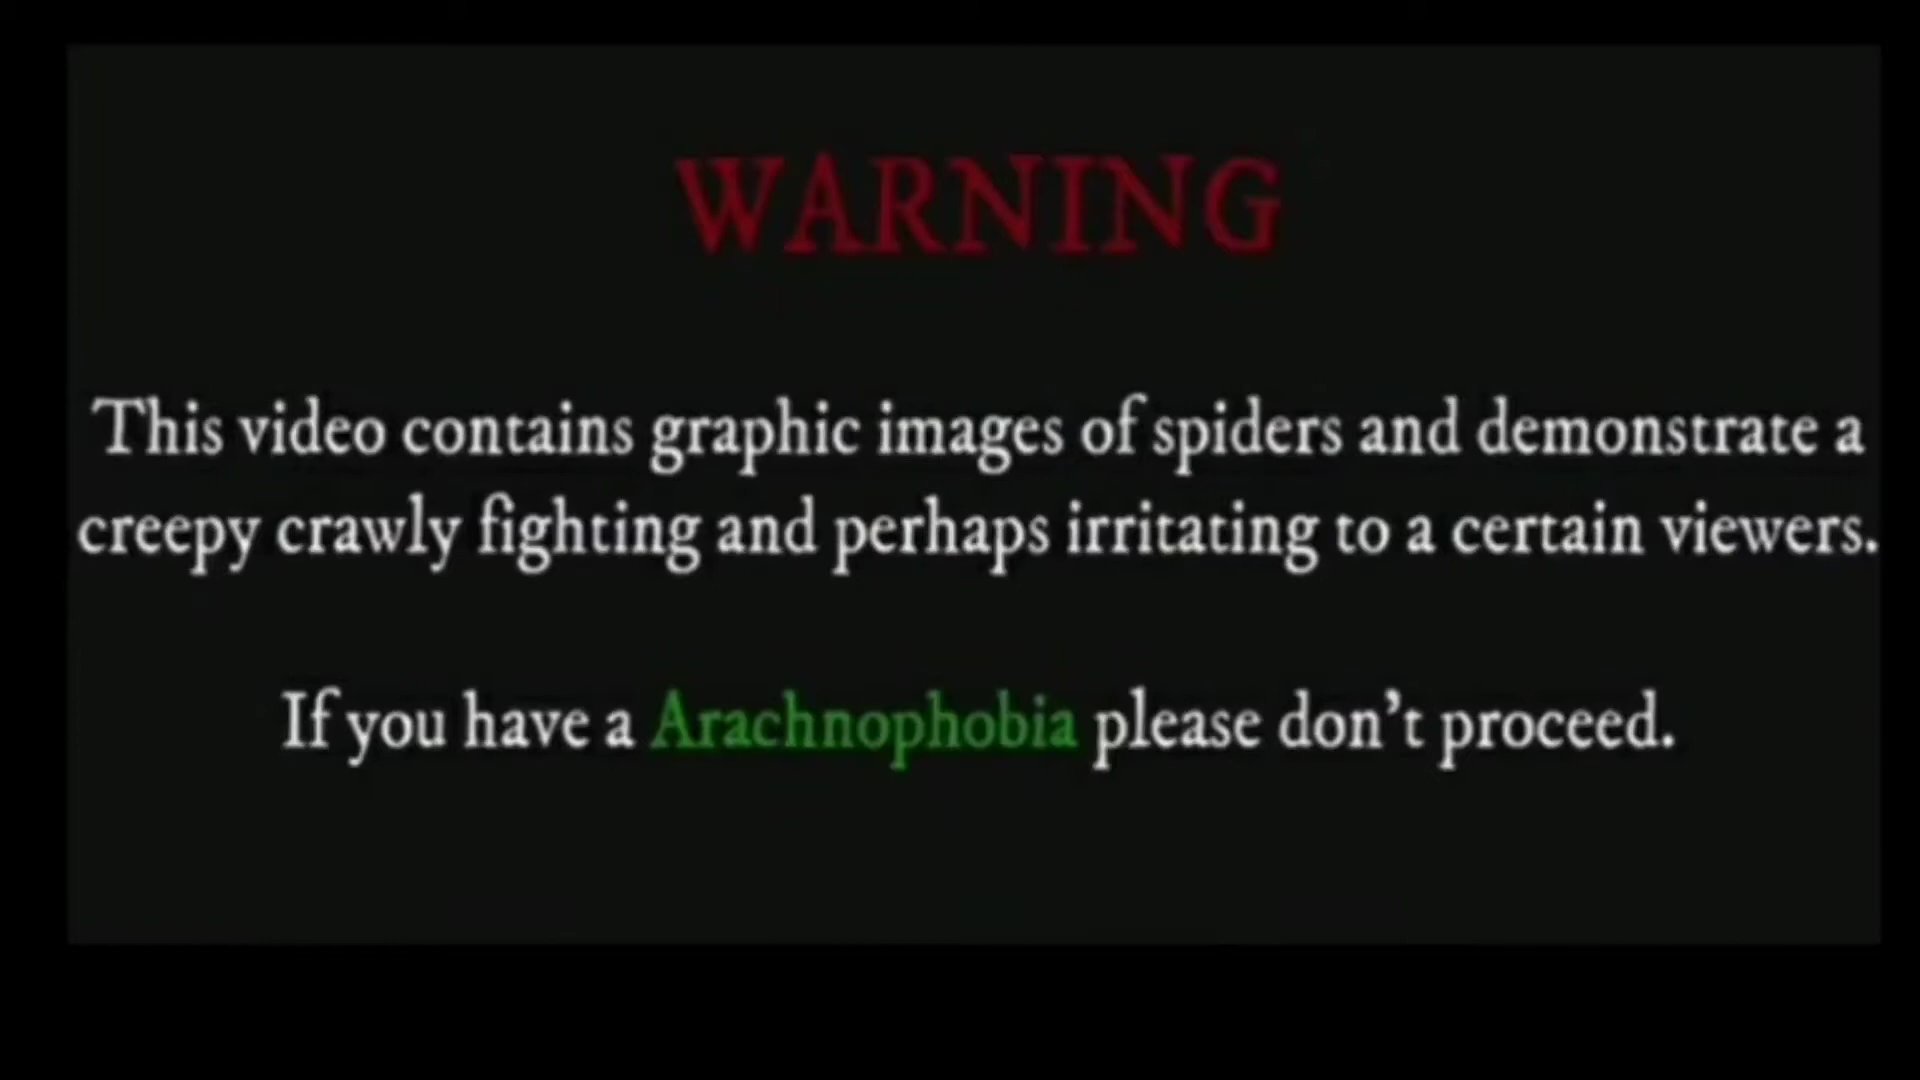 WARNING
This video contains graphic images of spiders and demonstrate a
creepy crawly fighting and perhaps irritating to a certain viewers.
If you have a Arachnophobia please don't proceed.